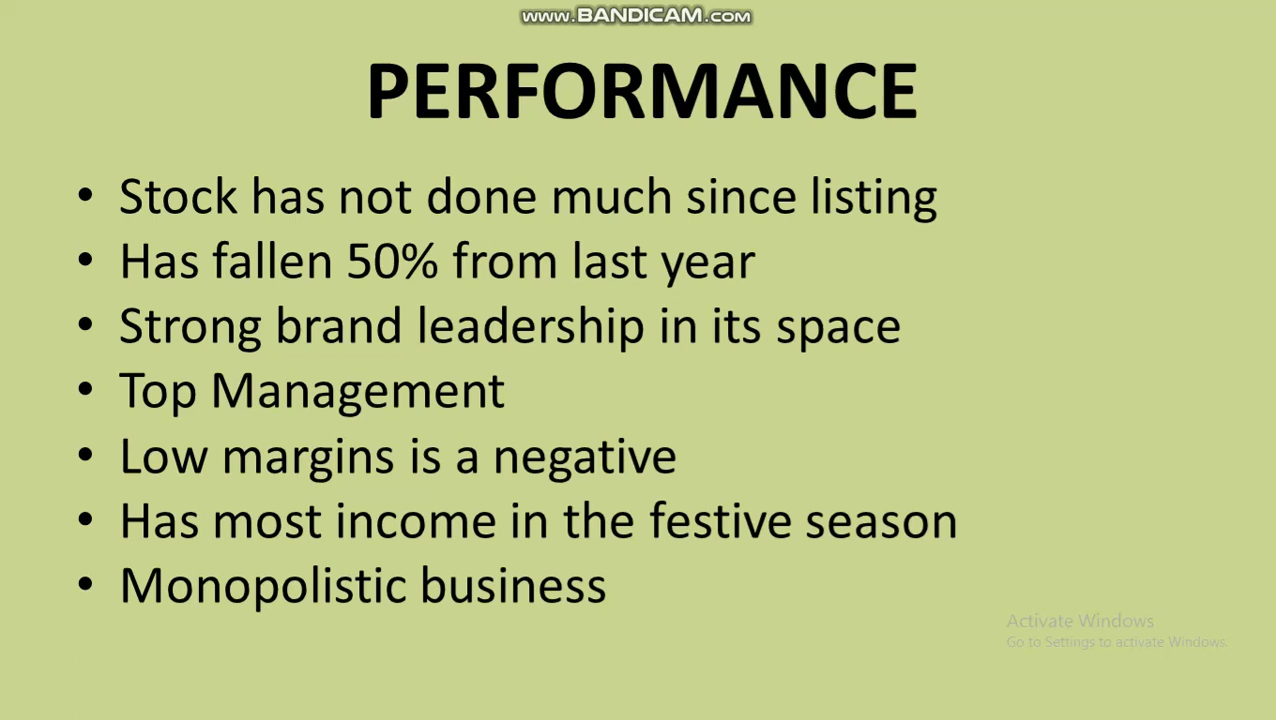 www.BANDICAM.com
PERFORMANCE
• Stock has not done much since listing
• Has fallen 50% from last year
• Strong brand leadership in its space
• Top Management
• Low margins is a negative
• Has most income in the festive season
• Monopolistic business
Activate Windows
Go to Settings to activate Windows.